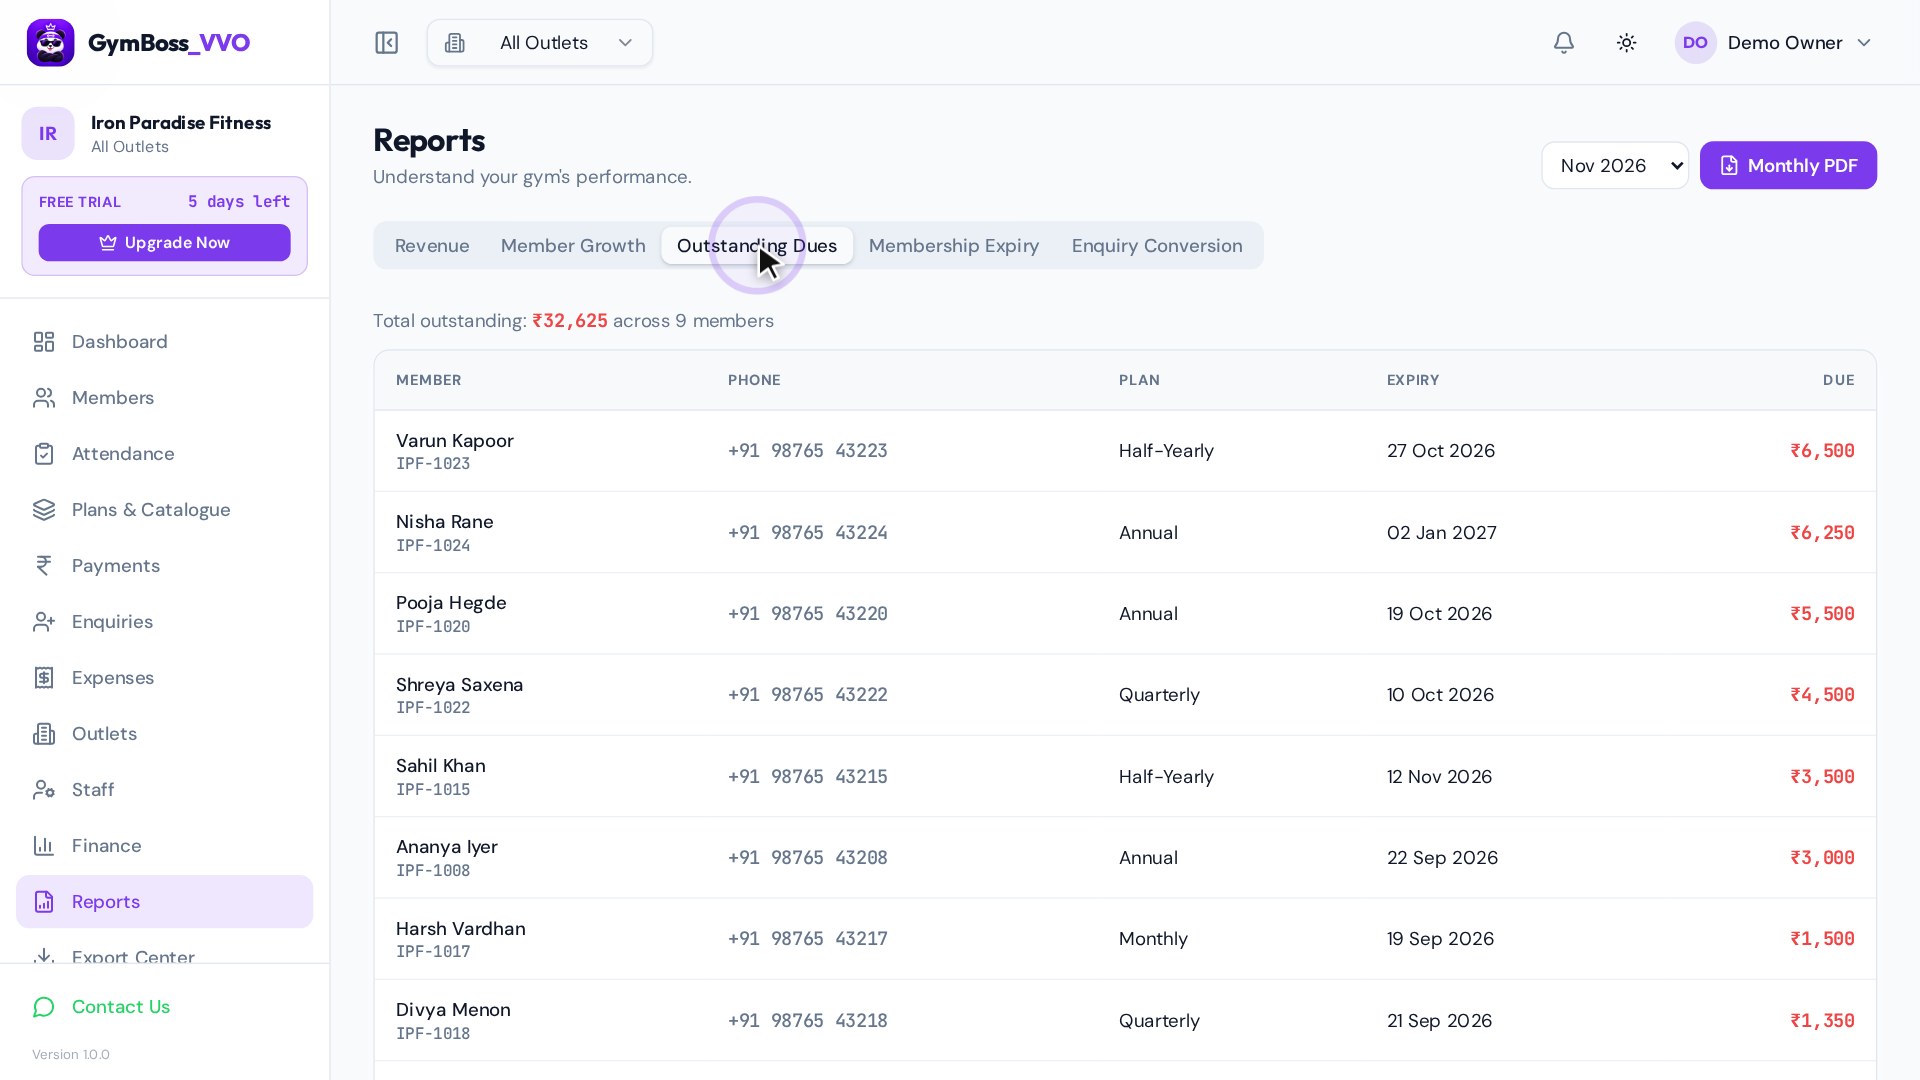 GymBoss_VVO
All Outlets
DO
Demo Owner
IR
Iron Paradise Fitness
All Outlets
FREE TRIAL
5 days left
Upgrade Now
Dashboard
Members
Attendance
Plans & Catalogue
Payments
Enquiries
Expenses
Outlets
Staff
Finance
Reports
Export Center
Contact Us
Version 1.0.0
Reports
Understand your gym's performance.
Nov 2026
Monthly PDF
Revenue
Member Growth
Outstanding Dues
Membership Expiry
Enquiry Conversion
Total outstanding: ₹32,625 across 9 members
MEMBER PHONE PLAN EXPIRY DUE
Varun Kapoor
IPF-1023
+91 98765 43223
Half-Yearly
27 Oct 2026
₹6,500
Nisha Rane
IPF-1024
+91 98765 43224
Annual
02 Jan 2027
₹6,250
Pooja Hegde
IPF-1020
+91 98765 43220
Annual
19 Oct 2026
₹5,500
Shreya Saxena
IPF-1022
+91 98765 43222
Quarterly
10 Oct 2026
₹4,500
Sahil Khan
IPF-1015
+91 98765 43215
Half-Yearly
12 Nov 2026
₹3,500
Ananya Iyer
IPF-1008
+91 98765 43208
Annual
22 Sep 2026
₹3,000
Harsh Vardhan
IPF-1017
+91 98765 43217
Monthly
19 Sep 2026
₹1,500
Divya Menon
IPF-1018
+91 98765 43218
Quarterly
21 Sep 2026
₹1,350